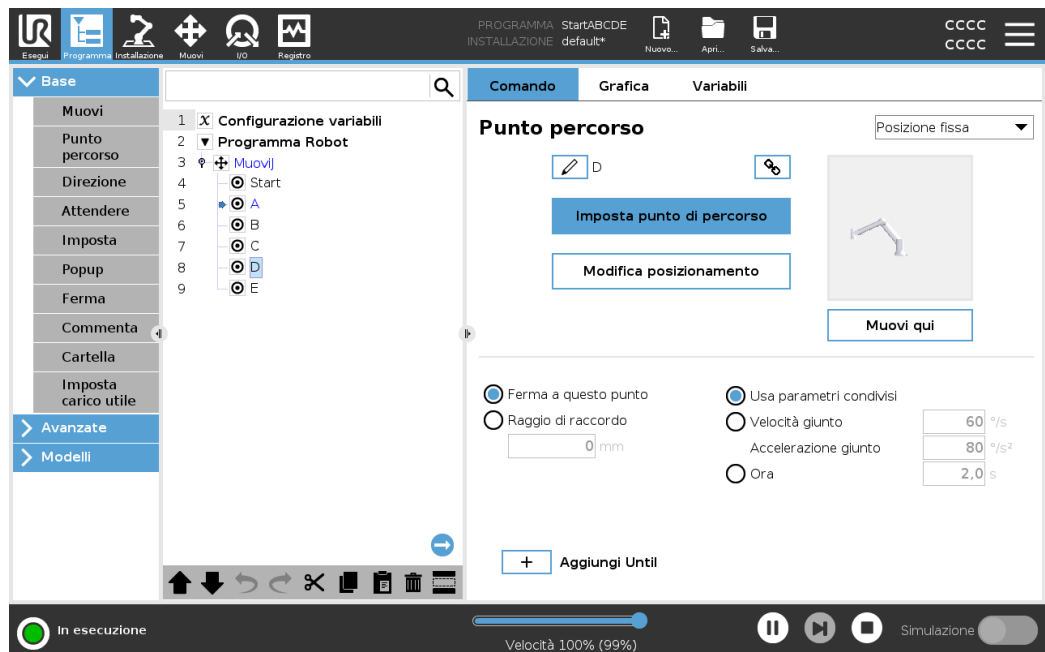 UR
Esegui
Programma
Installazione
Muovi
I/O
Registro
PROGRAMMA StartABCDE
INSTALLAZIONE default*
Nuovo...
Apri...
Salva...
CCCC
CCCC
Base
Muovi
Punto
percorso
Direzione
Attendere
Imposta
Popup
Ferma
Commenta
Cartella
Imposta
carico utile
Avanzate
Modelli
1 X Configurazione variabili
2 ▼ Programma Robot
3 MuoviJ
4 Start
5 A
6 B
7 C
8 D
9 E
Comando Grafica Variabili
Punto percorso
Posizione fissa
D
Imposta punto di percorso
Modifica posizionamento
Muovi qui
Ferma a questo punto
Raggio di raccordo
0 mm
Usa parametri condivisi
Velocità giunto 60 °/s
Accelerazione giunto 80 °/s²
Ora 2,0 s
+ Aggiungi Until
In esecuzione
Velocità 100% (99%)
Simulazione